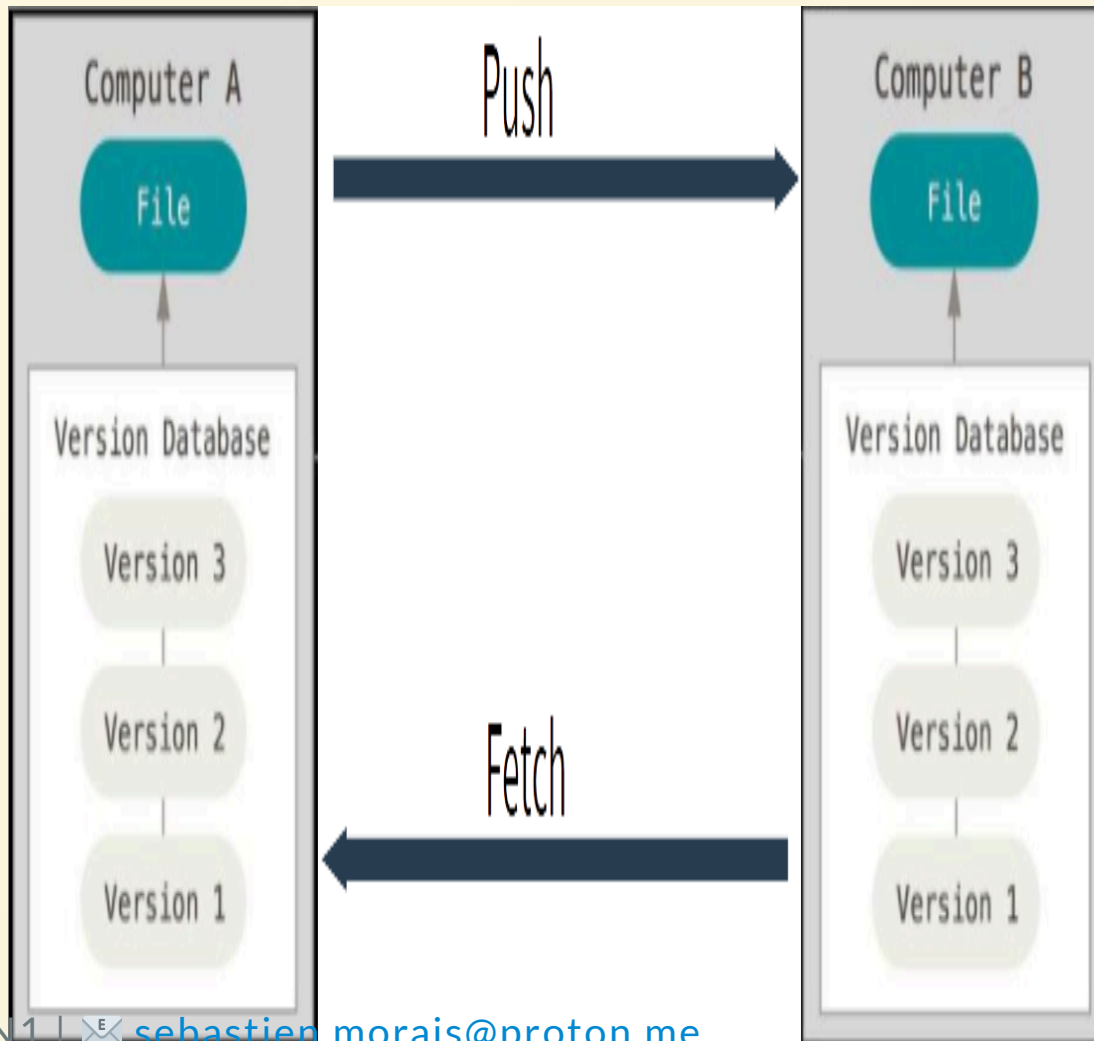 Computer A
File
Version Database
Version 3
Version 2
Version 1
Push
Fetch
Computer B
File
Version Database
Version 3
Version 2
Version 1
sebastien.morais@proton.me